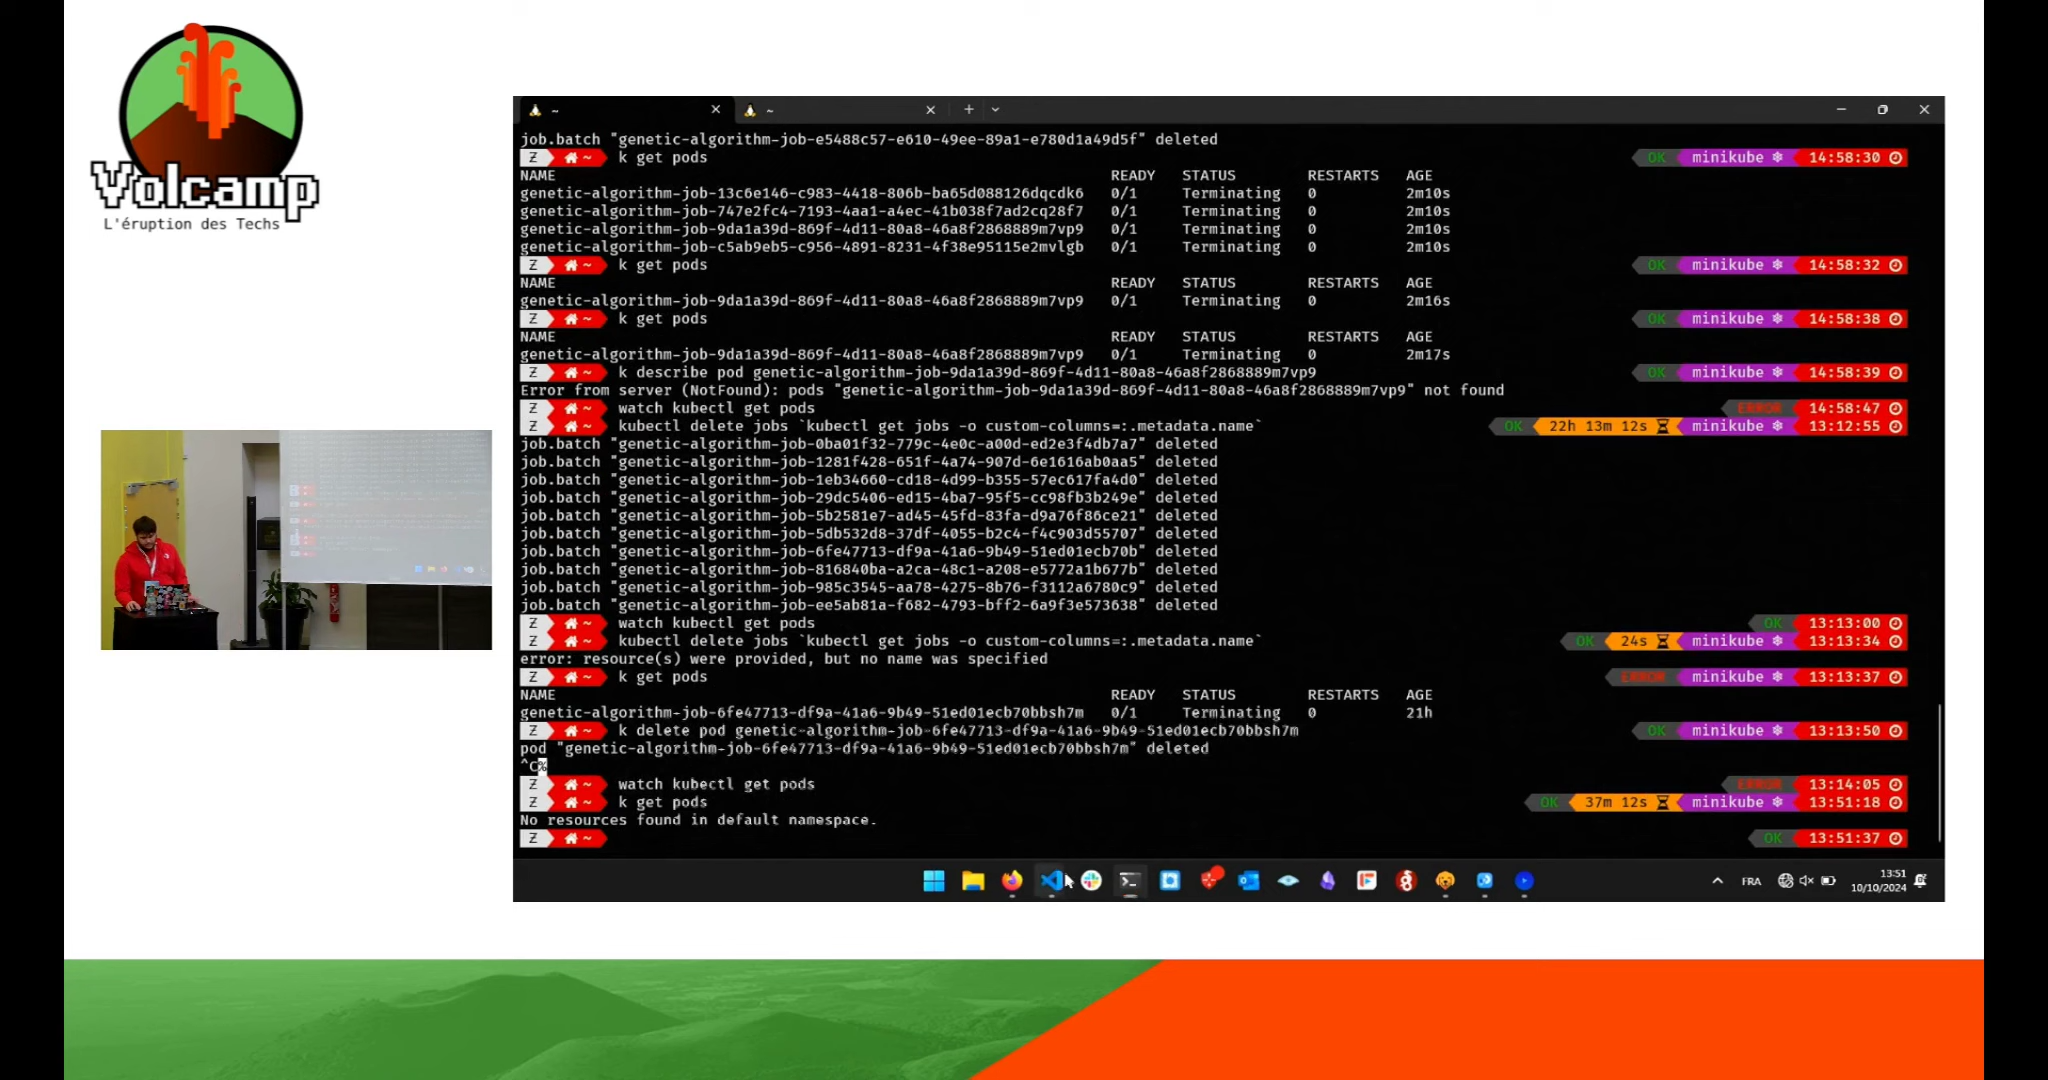 Volcamp
L'éruption des Techs
~ ~
job.batch "genetic-algorithm-job-e5488c57-e610-49ee-89a1-e780d1a49d5f" deleted
Z ~ k get pods OK minikube 14:58:30
NAME READY STATUS RESTARTS AGE
genetic-algorithm-job-13c6e146-c983-4418-806b-ba65d088126dqcdk6 0/1 Terminating 0 2m10s
genetic-algorithm-job-747e2fc4-7193-4aa1-a4ec-41b038f7ad2cq28f7 0/1 Terminating 0 2m10s
genetic-algorithm-job-9da1a39d-869f-4d11-80a8-46a8f2868889m7vp9 0/1 Terminating 0 2m10s
genetic-algorithm-job-c5ab9eb5-c956-4891-8231-4f38e95115e2mvlgb 0/1 Terminating 0 2m10s
Z ~ k get pods OK minikube 14:58:32
NAME READY STATUS RESTARTS AGE
genetic-algorithm-job-9da1a39d-869f-4d11-80a8-46a8f2868889m7vp9 0/1 Terminating 0 2m16s
Z ~ k get pods OK minikube 14:58:38
NAME READY STATUS RESTARTS AGE
genetic-algorithm-job-9da1a39d-869f-4d11-80a8-46a8f2868889m7vp9 0/1 Terminating 0 2m17s
Z ~ k describe pod genetic-algorithm-job-9da1a39d-869f-4d11-80a8-46a8f2868889m7vp9 OK minikube 14:58:39
Error from server (NotFound): pods "genetic-algorithm-job-9da1a39d-869f-4d11-80a8-46a8f2868889m7vp9" not found
Z ~ watch kubectl get pods ERROR 14:58:47
Z ~ kubectl delete jobs `kubectl get jobs -o custom-columns=:.metadata.name` OK 22h 13m 12s minikube 13:12:55
job.batch "genetic-algorithm-job-0ba01f32-779c-4e0c-a00d-ed2e3f4db7a7" deleted
job.batch "genetic-algorithm-job-1281f428-651f-4a74-907d-6e1616ab0aa5" deleted
job.batch "genetic-algorithm-job-1eb34660-cd18-4d99-b355-57ec617fa4d0" deleted
job.batch "genetic-algorithm-job-29dc5406-ed15-4ba7-95f5-cc98fb3b249e" deleted
job.batch "genetic-algorithm-job-5b2581e7-ad45-45fd-83fa-d9a76f86ce21" deleted
job.batch "genetic-algorithm-job-5db532d8-37df-4055-b2c4-f4c903d55707" deleted
job.batch "genetic-algorithm-job-6fe47713-df9a-41a6-9b49-51ed01ecb70b" deleted
job.batch "genetic-algorithm-job-816840ba-a2ca-48c1-a208-e5772a1b677b" deleted
job.batch "genetic-algorithm-job-985c3545-aa78-4275-8b76-f3112a6780c9" deleted
job.batch "genetic-algorithm-job-ee5ab81a-f682-4793-bff2-6a9f3e573638" deleted
Z ~ watch kubectl get pods OK 13:13:00
Z ~ kubectl delete jobs `kubectl get jobs -o custom-columns=:.metadata.name` OK 24s minikube 13:13:34
error: resource(s) were provided, but no name was specified
Z ~ k get pods ERROR minikube 13:13:37
NAME READY STATUS RESTARTS AGE
genetic-algorithm-job-6fe47713-df9a-41a6-9b49-51ed01ecb70bbsh7m 0/1 Terminating 0 21h
Z ~ k delete pod genetic-algorithm-job-6fe47713-df9a-41a6-9b49-51ed01ecb70bbsh7m OK minikube 13:13:50
pod "genetic-algorithm-job-6fe47713-df9a-41a6-9b49-51ed01ecb70bbsh7m" deleted
^C%
Z ~ watch kubectl get pods ERROR 13:14:05
Z ~ k get pods OK 37m 12s minikube 13:51:18
No resources found in default namespace.
Z ~ OK 13:51:37
FRA 13:51
10/10/2024